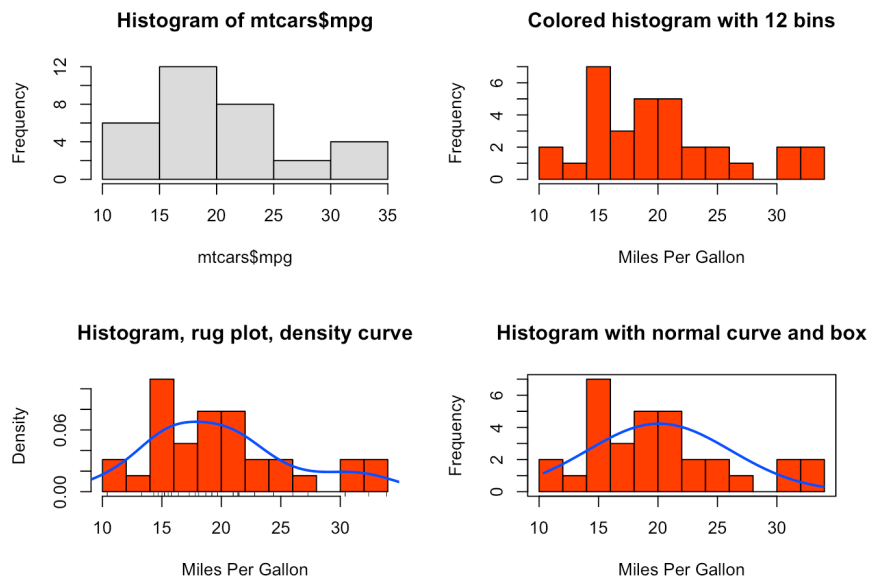 Histogram of mtcars$mpg
Frequency
0 4 8 12
10 15 20 25 30 35
mtcars$mpg
Colored histogram with 12 bins
Frequency
0 2 4 6
10 15 20 25 30
Miles Per Gallon
Histogram, rug plot, density curve
Density
0.00 0.06
10 15 20 25 30
Miles Per Gallon
Histogram with normal curve and box
Frequency
0 2 4 6
10 15 20 25 30
Miles Per Gallon